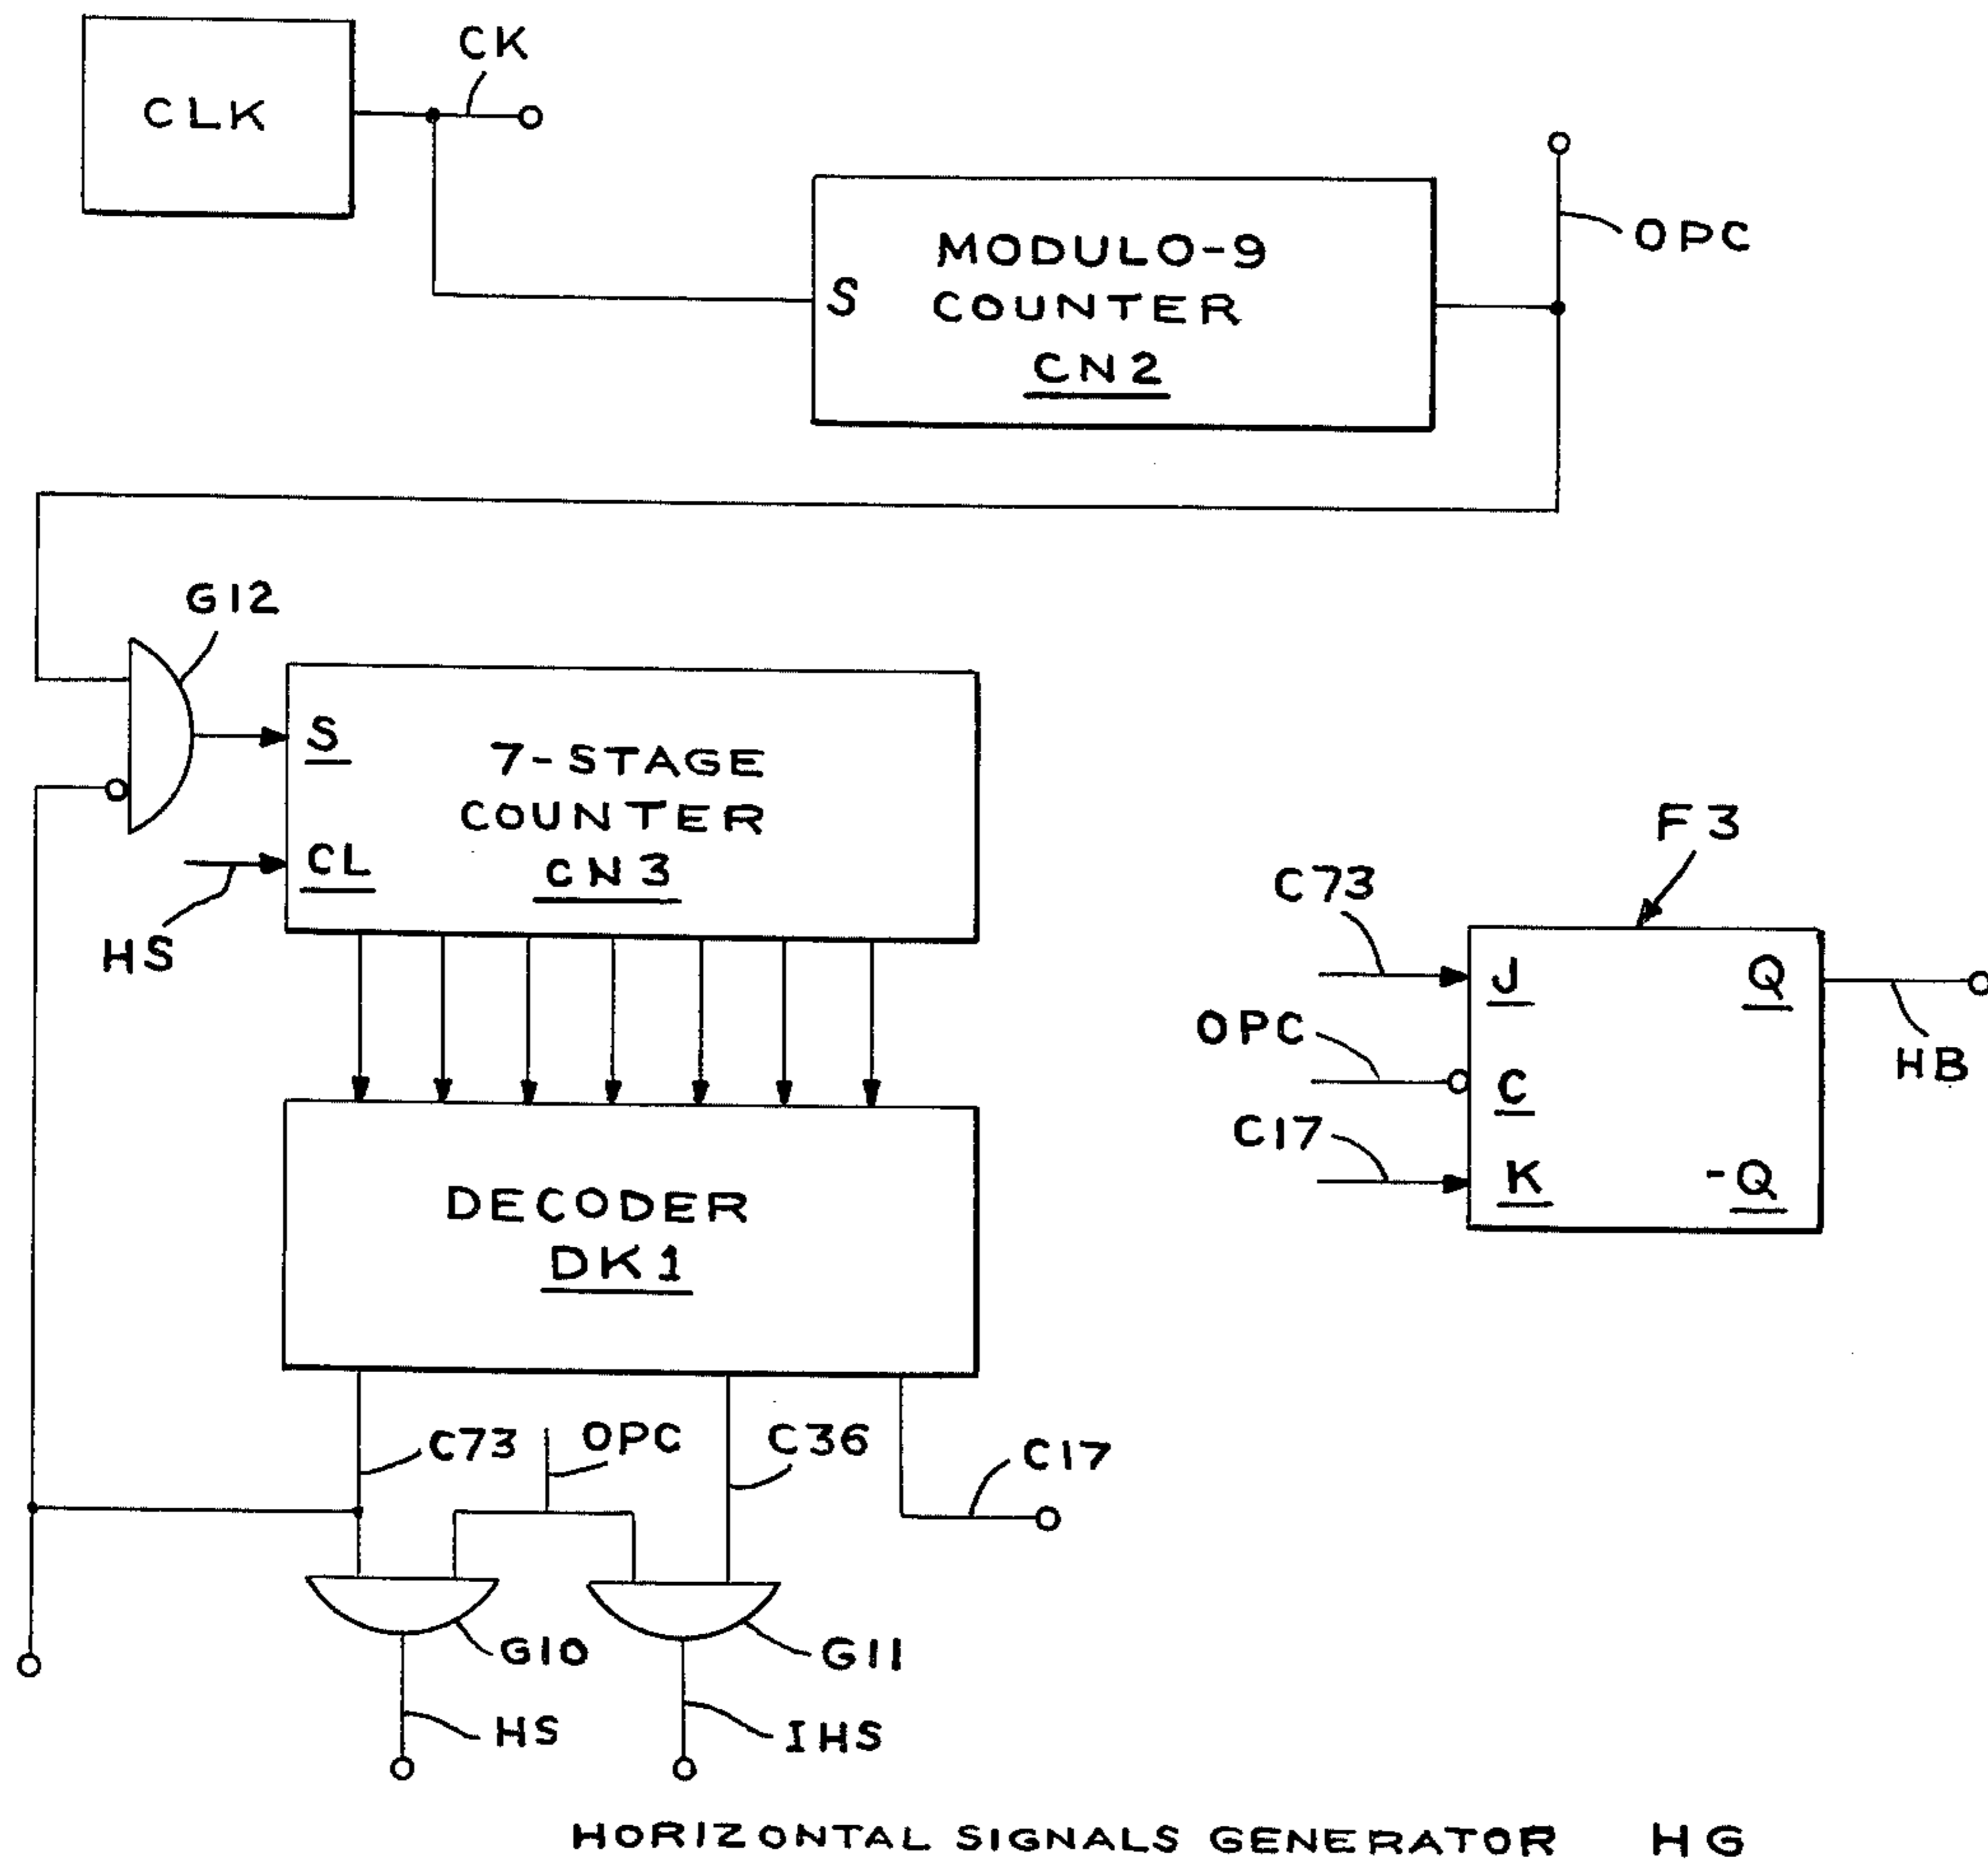 CK
CLK
OPC
S
MODULO-9
COUNTER
CN2
G12
S
7-STAGE
COUNTER
CN3
CL
HS
F3
C73
J
Q
OPC
C
HB
C17
K
-Q
DECODER
DK1
C73
OPC
C36
C17
G10
G11
HS
IHS
HORIZONTAL SIGNALS GENERATOR HG